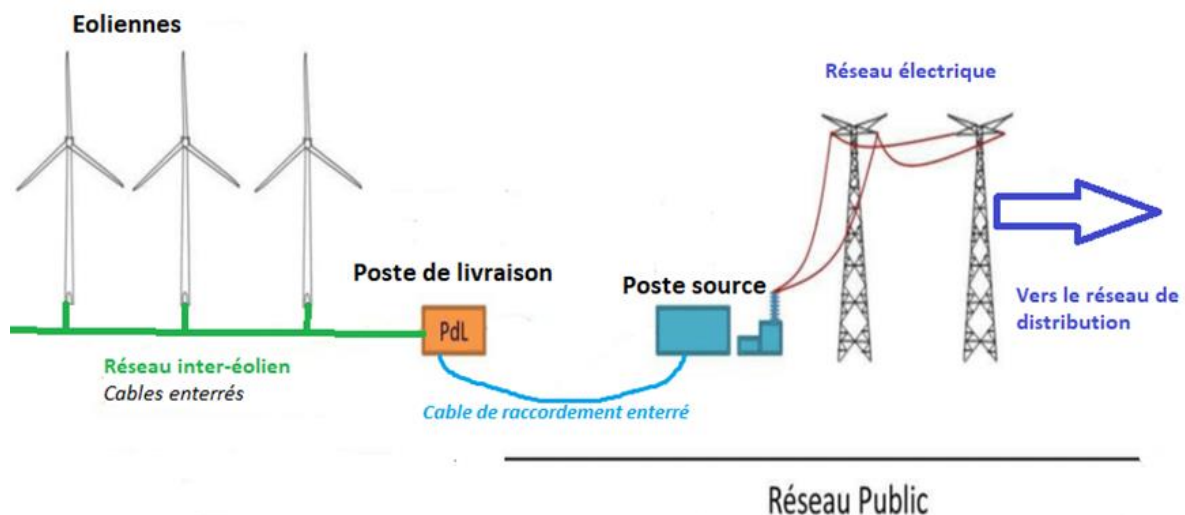 Eoliennes
Réseau électrique
Poste de livraison
Poste source
PdL
Vers le réseau de
distribution
Réseau inter-éolien
Cables enterrés
Cable de raccordement enterré
Réseau Public